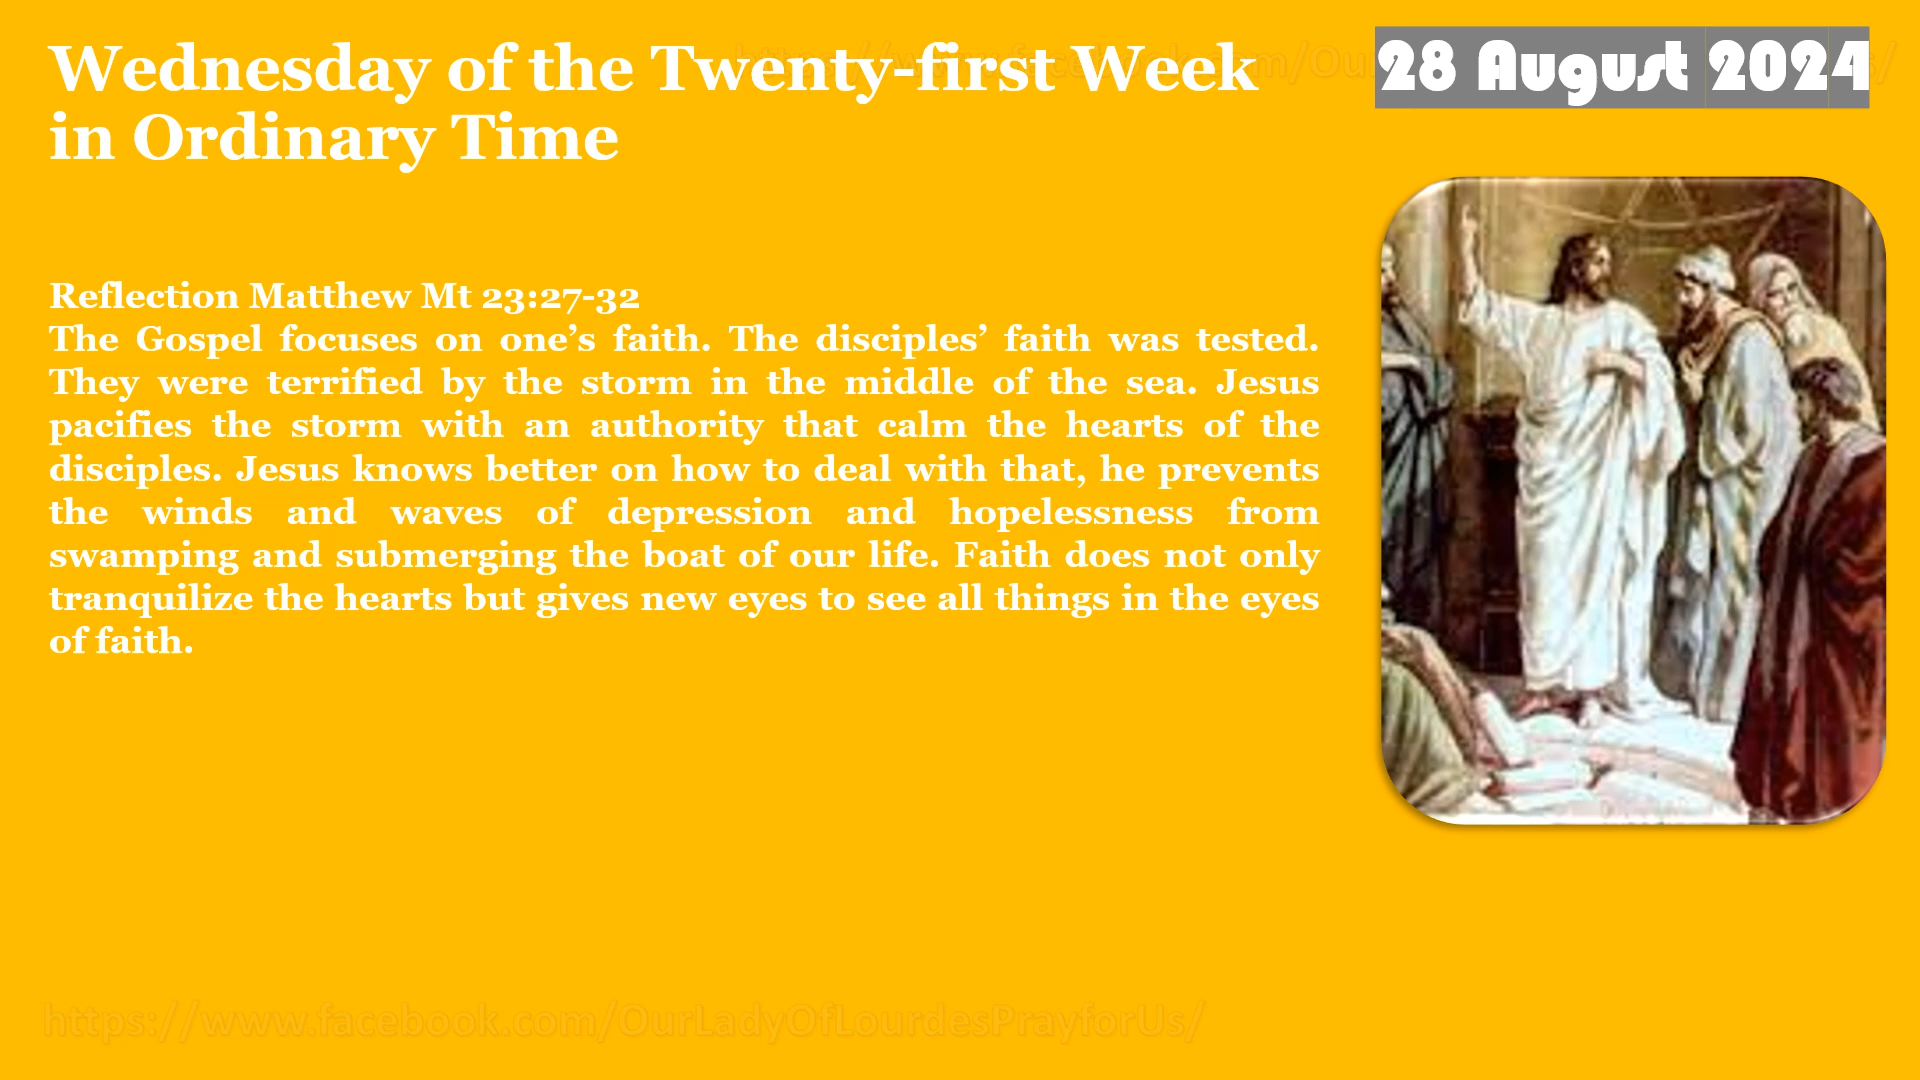 Wednesday of the Twenty-first Week
in Ordinary Time
28 August 2024
Reflection Matthew Mt 23:27-32
The Gospel focuses on one’s faith. The disciples’ faith was tested.
They were terrified by the storm in the middle of the sea. Jesus
pacifies the storm with an authority that calm the hearts of the
disciples. Jesus knows better on how to deal with that, he prevents
the winds and waves of depression and hopelessness from
swamping and submerging the boat of our life. Faith does not only
tranquilize the hearts but gives new eyes to see all things in the eyes
of faith.
https://www.facebook.com/OurLadyOfLourdesPrayforUs/